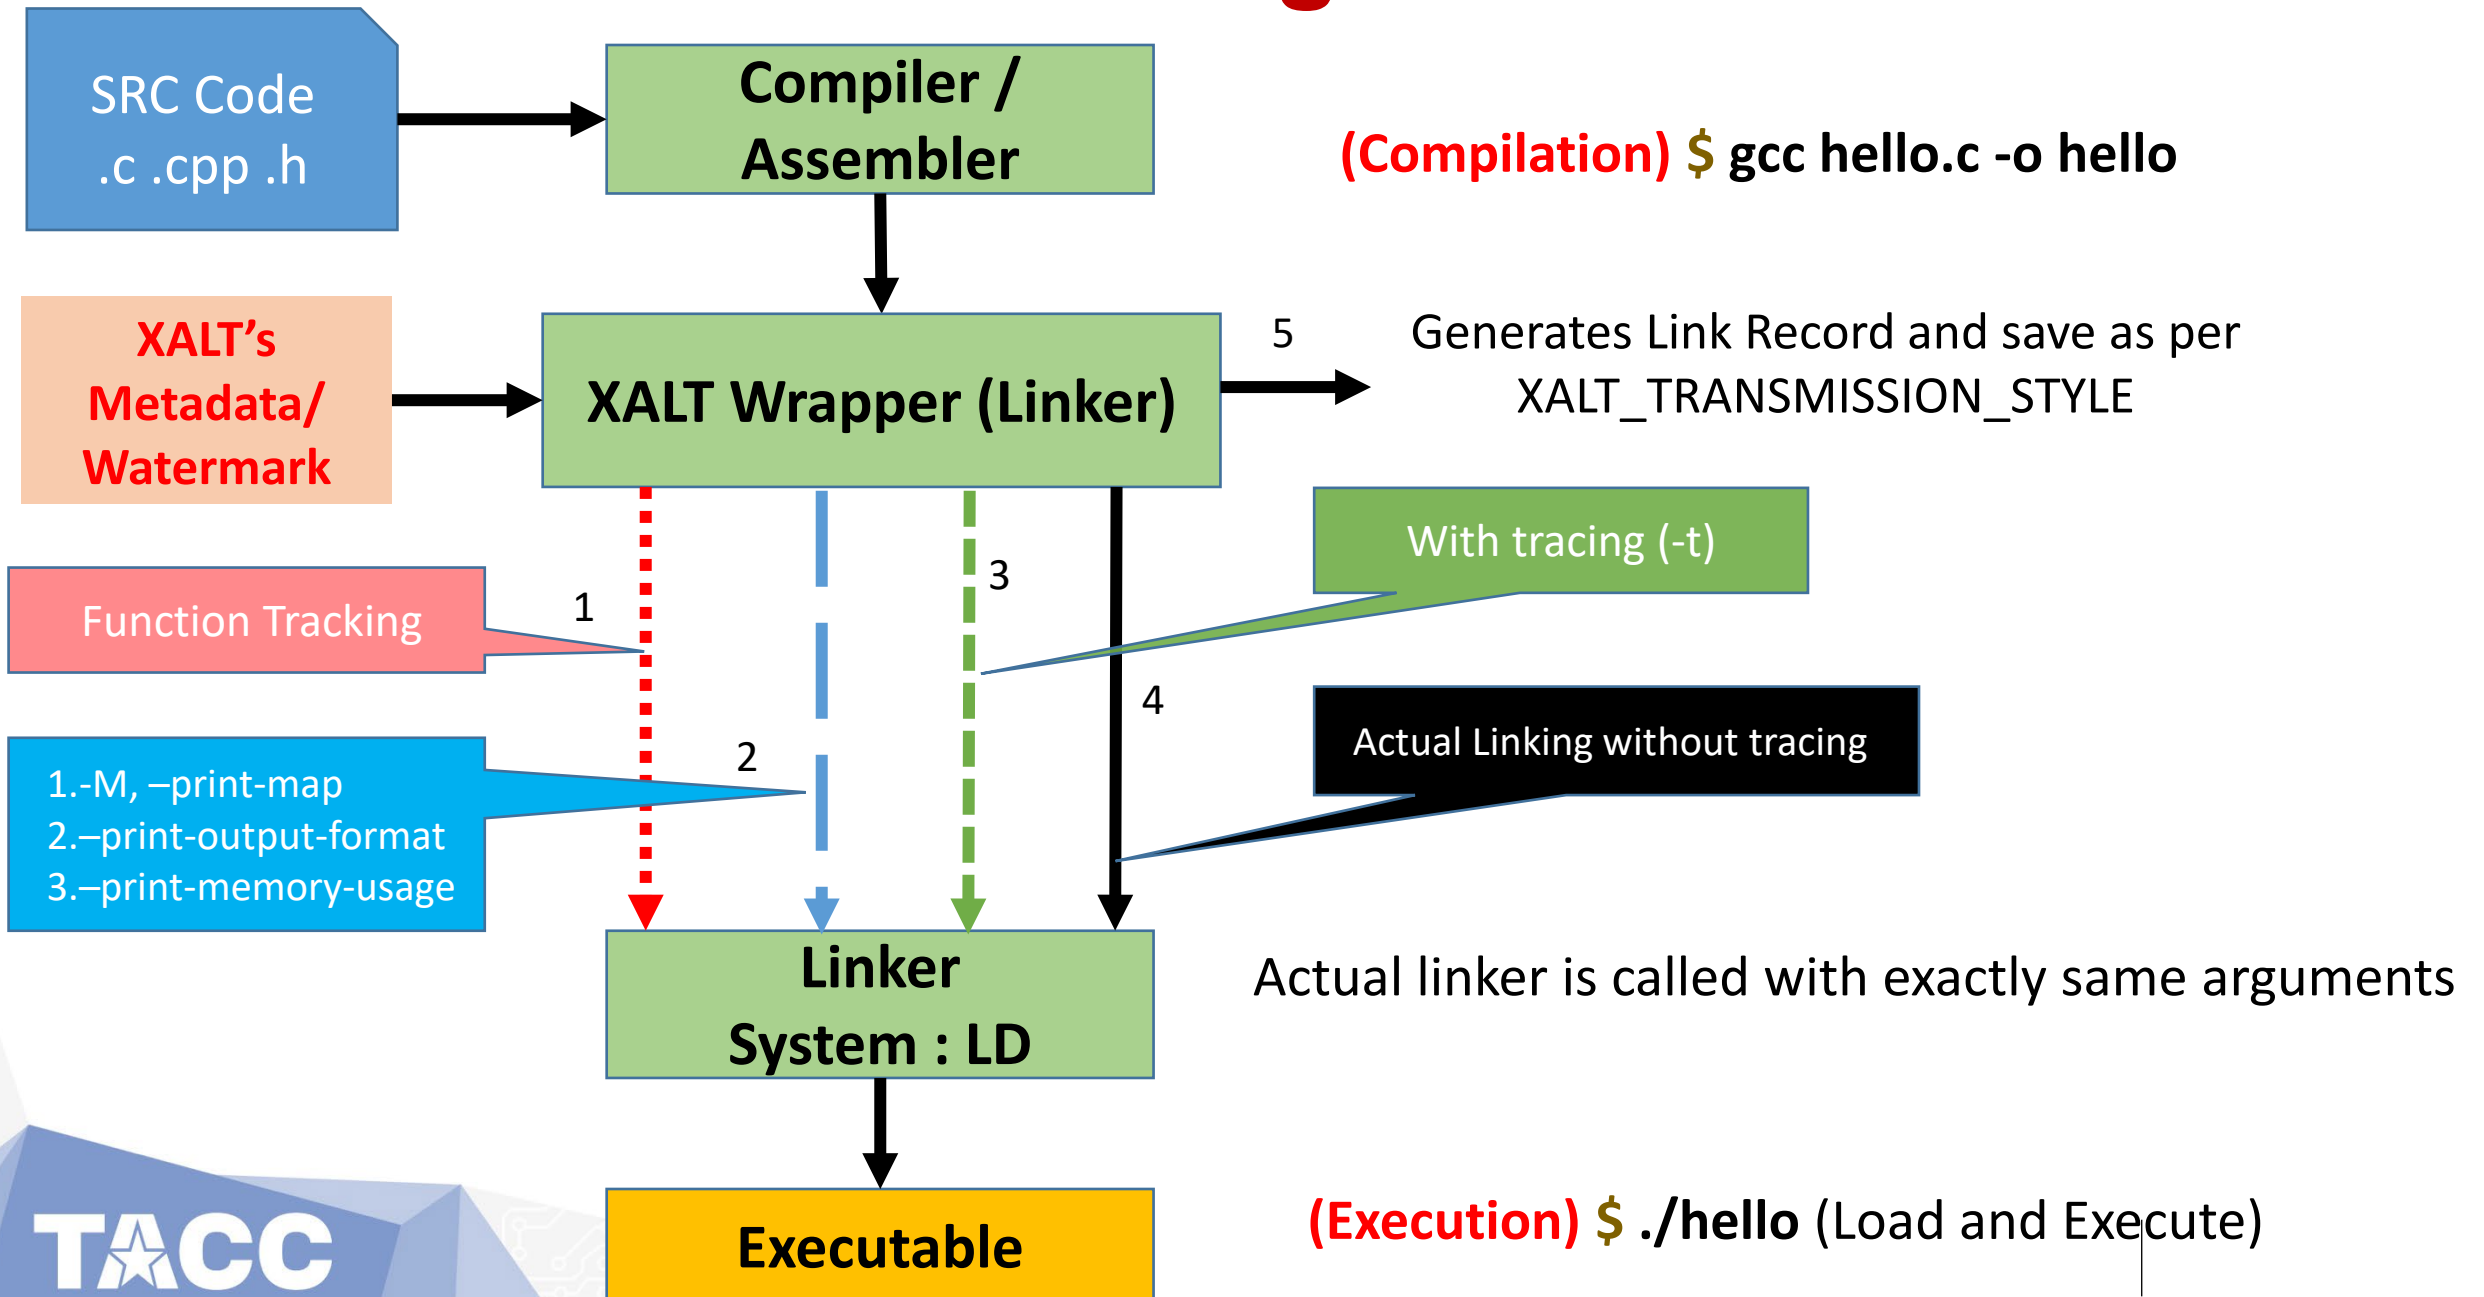 SRC Code
.c .cpp .h
Compiler /
Assembler
(Compilation) $ gcc hello.c -o hello
XALT’s
Metadata/
Watermark
XALT Wrapper (Linker)
5
Generates Link Record and save as per
XALT_TRANSMISSION_STYLE
With tracing (-t)
3
Function Tracking
1
4
Actual Linking without tracing
2
1.-M, –print-map
2.–print-output-format
3.–print-memory-usage
Linker
System : LD
Actual linker is called with exactly same arguments
TACC
Executable
(Execution) $ ./hello (Load and Execute)